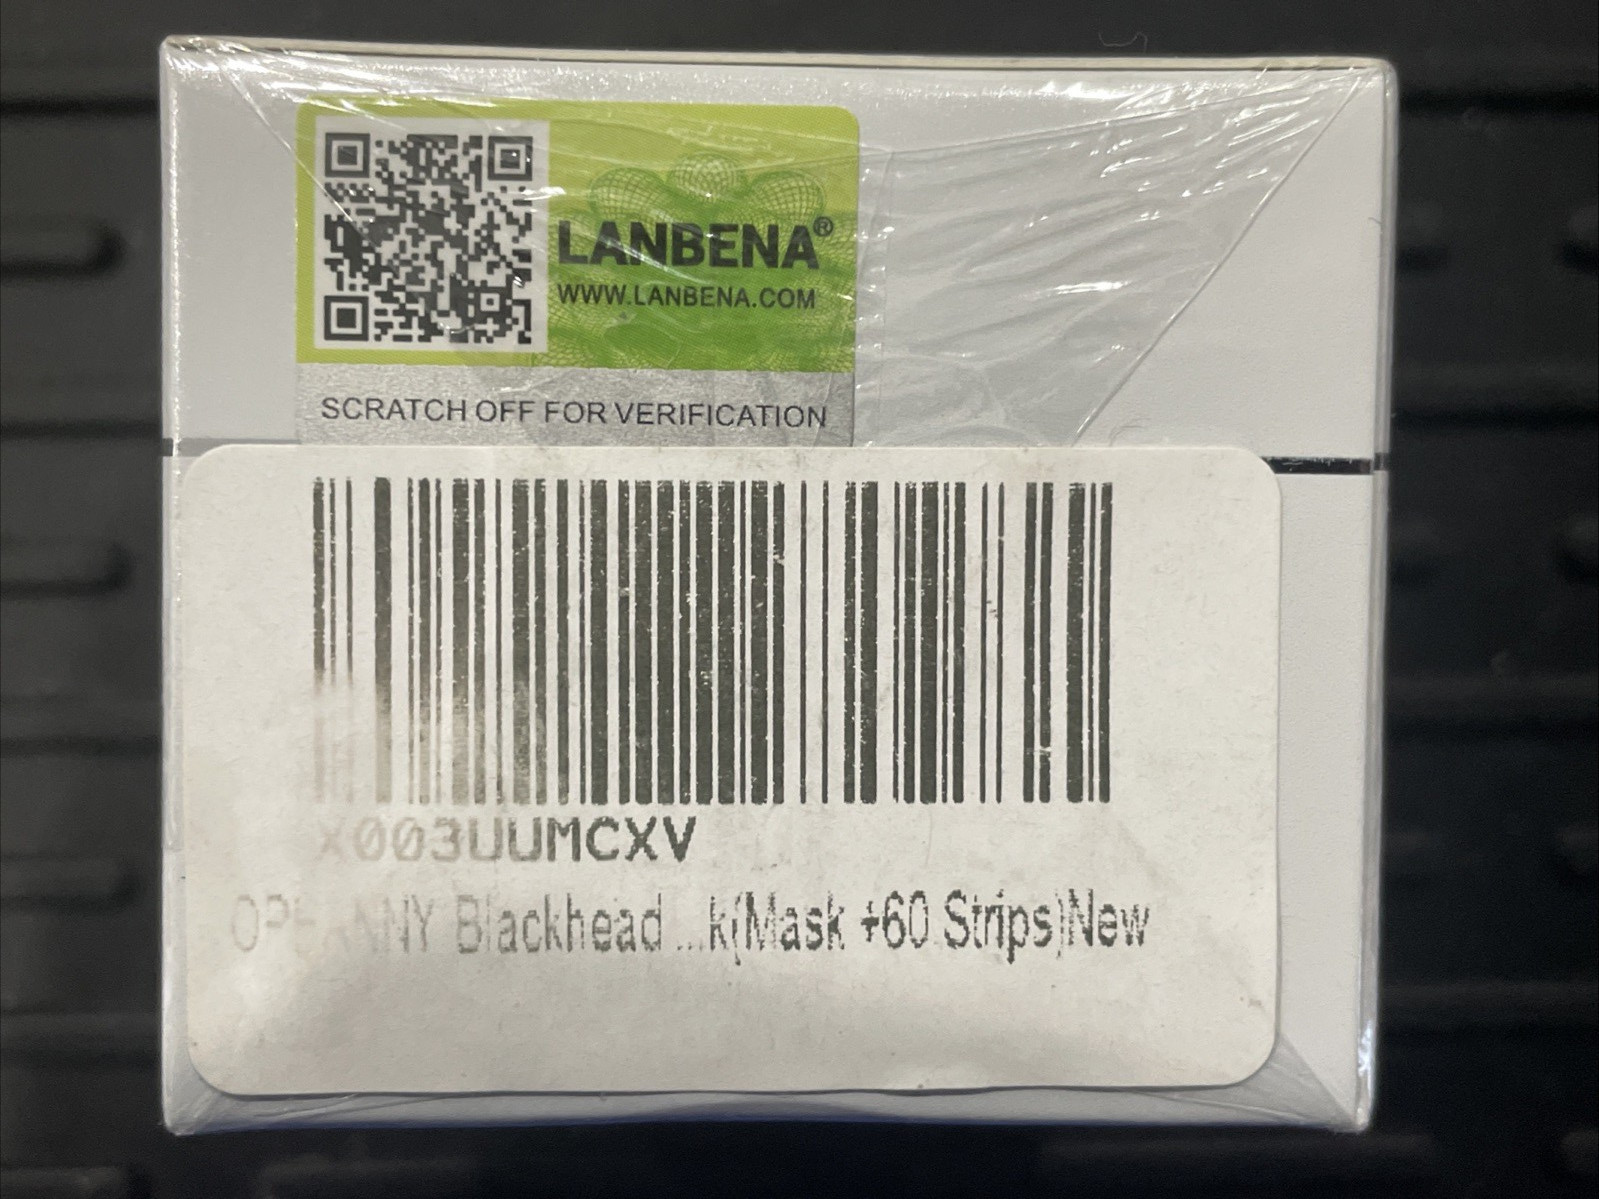 LANBENA®
WWW.LANBENA.COM
SCRATCH OFF FOR VERIFICATION
X003UUMCXV
Blackhead ...k(Mask +60 Strips)New